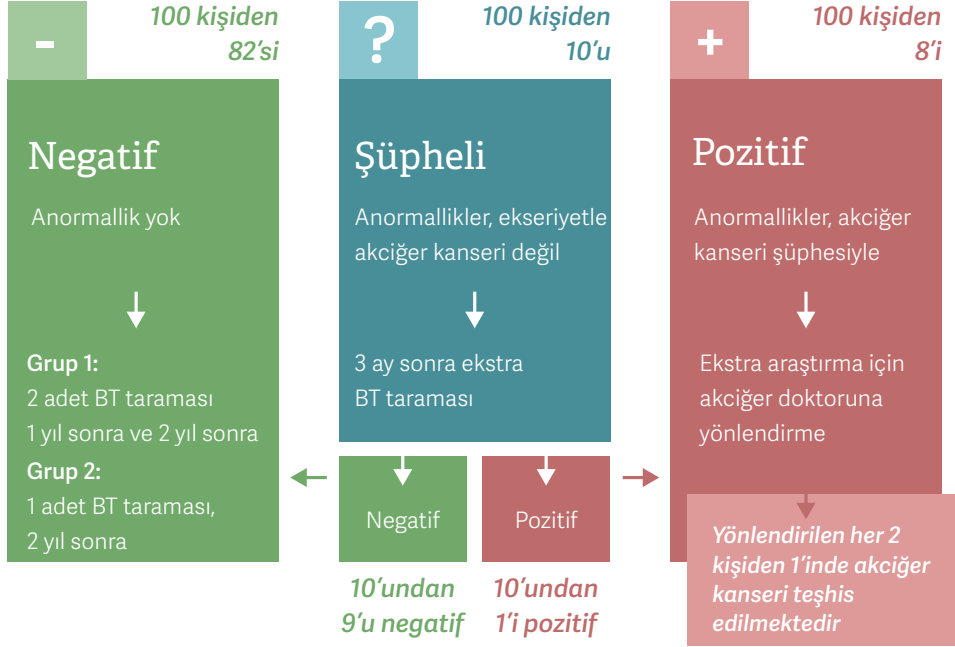 -
100 kişiden
82’si
Negatif
Anormallik yok
Grup 1:
2 adet BT taraması
1 yıl sonra ve 2 yıl sonra
Grup 2:
1 adet BT taraması,
2 yıl sonra
?
100 kişiden
10’u
Şüpheli
Anormallikler, ekseriyetle
akciğer kanseri değil
3 ay sonra ekstra
BT taraması
Negatif
10’undan
9’u negatif
Pozitif
10’undan
1’i pozitif
+
100 kişiden
8’i
Pozitif
Anormallikler, akciğer
kanseri şüphesiyle
Ekstra araştırma için
akciğer doktoruna
yönlendirme
Yönlendirilen her 2
kişiden 1’inde akciğer
kanseri teşhis
edilmektedir